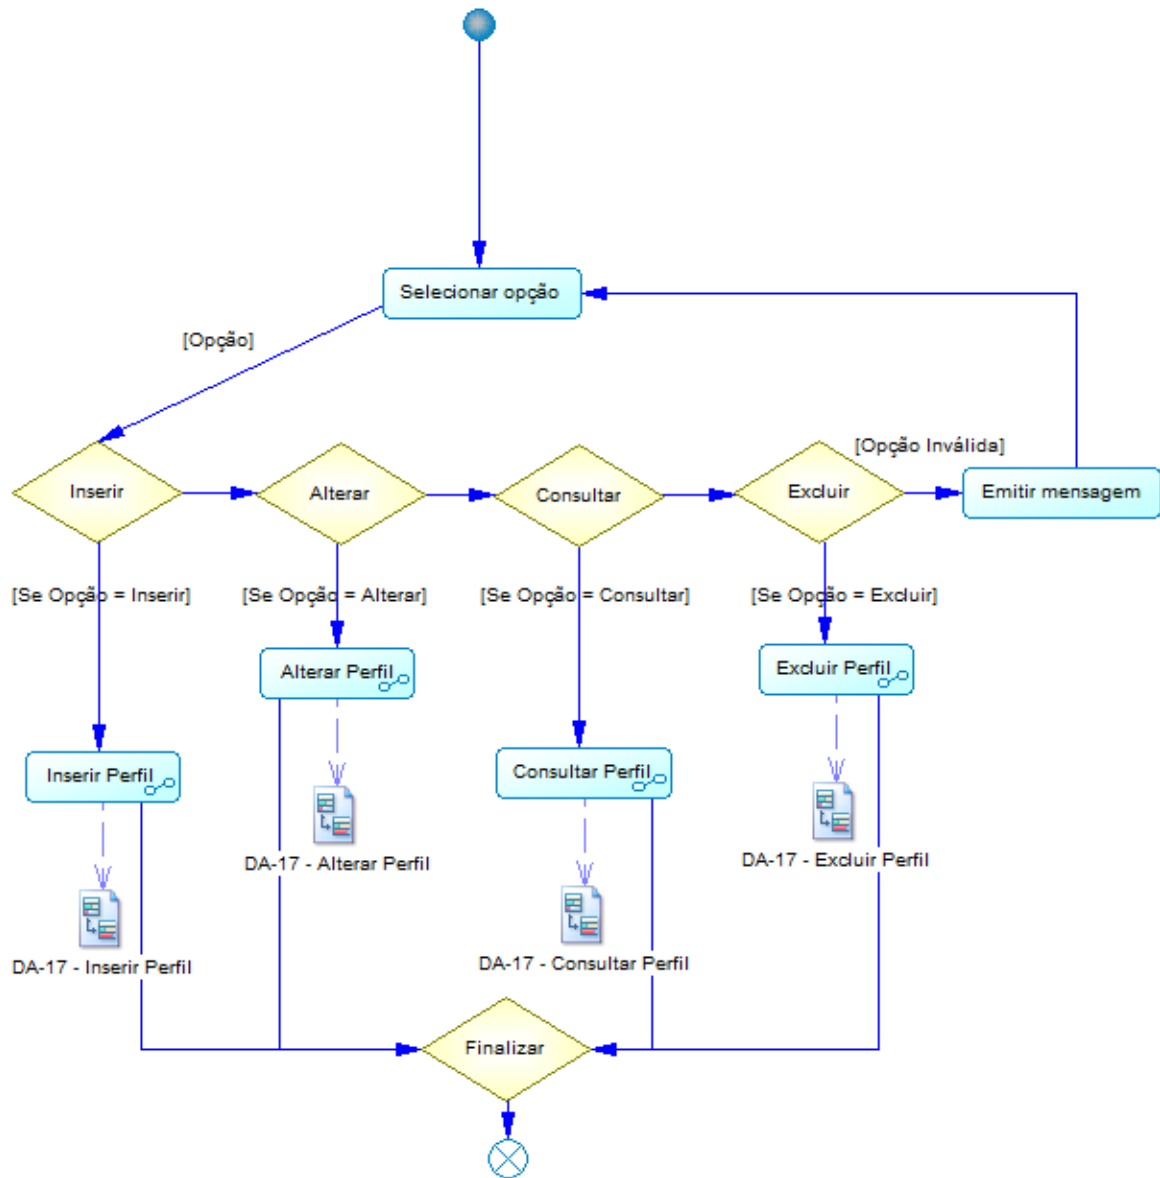 Selecionar opção
[Opção]
[Opção Inválida]
Inserir
Alterar
Consultar
Excluir
Emitir mensagem
[Se Opção = Inserir]
[Se Opção = Alterar]
[Se Opção = Consultar]
[Se Opção = Excluir]
Alterar Perfil
Excluir Perfil
Inserir Perfil
Consultar Perfil
DA-17 - Alterar Perfil
DA-17 - Excluir Perfil
DA-17 - Inserir Perfil
DA-17 - Consultar Perfil
Finalizar